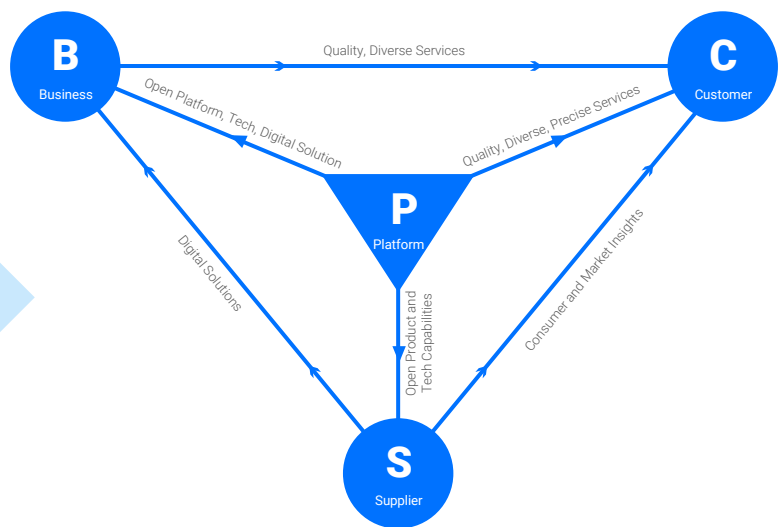 B
Business
Quality, Diverse Services
C
Customer
Open Platform, Tech, Digital Solution
Quality, Diverse, Precise Services
P
Platform
Digital Solutions
Consumer and Market Insights
Open Product and
Tech Capabilities
S
Supplier